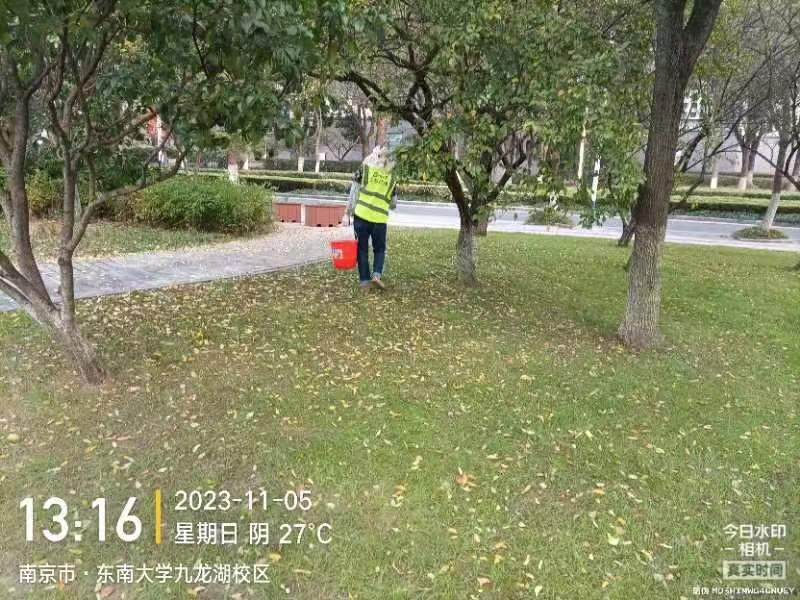 13:16
2023-11-05
星期日 阴 27°C
南京市·东南大学九龙湖校区
今日水印
相机
真实时间